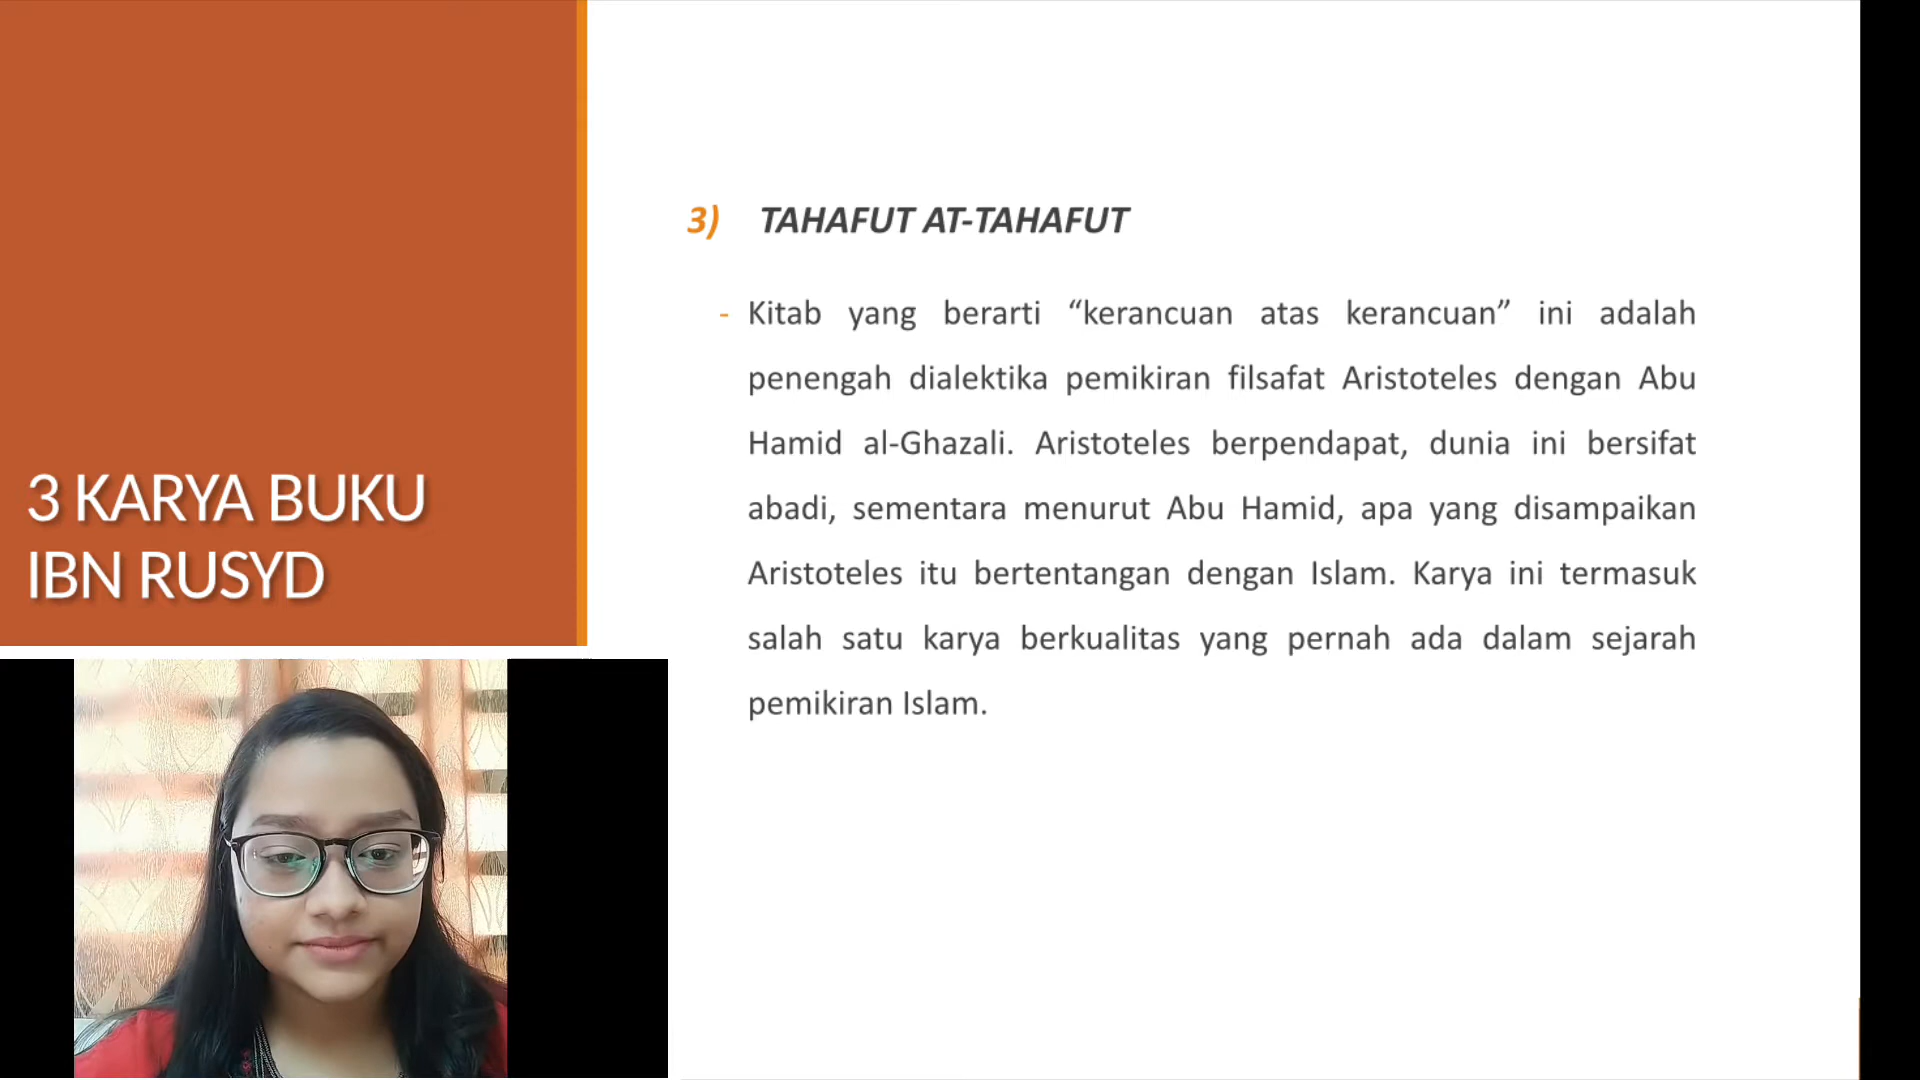 3 KARYA BUKU
IBN RUSYD
3) TAHAFUT AT-TAHAFUT
- Kitab yang berarti “kerancuan atas kerancuan” ini adalah
penengah dialektika pemikiran filsafat Aristoteles dengan Abu
Hamid al-Ghazali. Aristoteles berpendapat, dunia ini bersifat
abadi, sementara menurut Abu Hamid, apa yang disampaikan
Aristoteles itu bertentangan dengan Islam. Karya ini termasuk
salah satu karya berkualitas yang pernah ada dalam sejarah
pemikiran Islam.